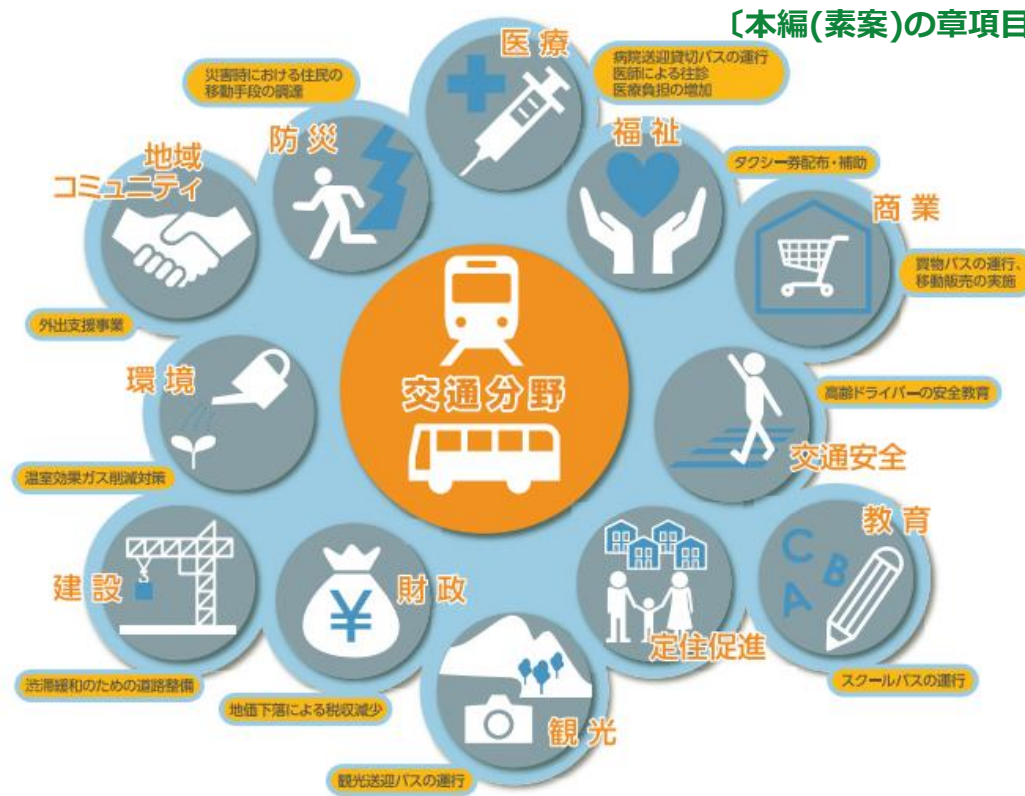 〔本編(素案)の章項目
医療
病院送迎貸切バスの運行
医師による往診
医療負担の増加
災害時における住民の
移動手段の調達
防災
福祉
タクシー券配布・補助
地域
コミュニティ
商業
買物バスの運行、
移動販売の実施
外出支援事業
環境
交通分野
高齢ドライバーの安全教育
交通安全
温室効果ガス削減対策
教育
CBA
建設
財政
¥
定住促進
スクールバスの運行
渋滞緩和のための道路整備
地価下落による税収減少
観光
観光送迎バスの運行